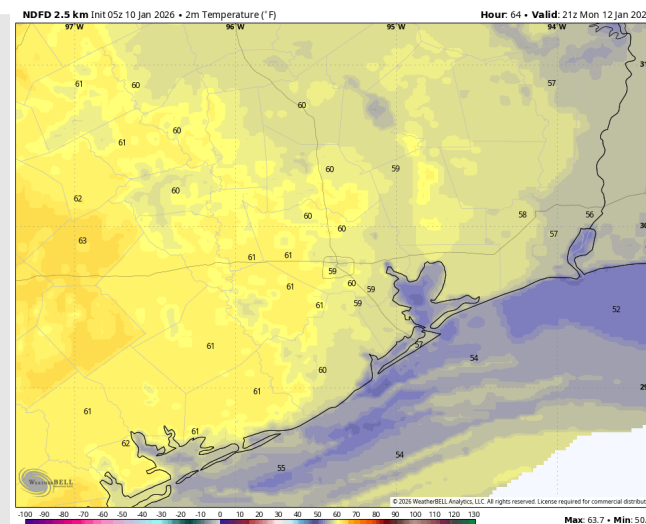 NDFD 2.5 km Init 05z 10 Jan 2026 • 2m Temperature (°F)
Hour: 64 • Valid: 21z Mon 12 Jan 202
97°W 96°W 95°W 94°W
31
61 60 57
60
60
61
60 59
60
62
60 58 56
63 60 57
61 61
59
61 60 59
61 59
52
61 57
54
60
29
61
61 61
62
54
55
WeatherBELL
© 2026 WeatherBELL Analytics, LLC. All rights reserved. License required for commercial distribut
-100 -90 -80 -70 -60 -50 -40 -30 -20 -10 0 10 20 30 40 50 60 70 80 90 100 110 120 130
Max: 63.7 • Min: 50.